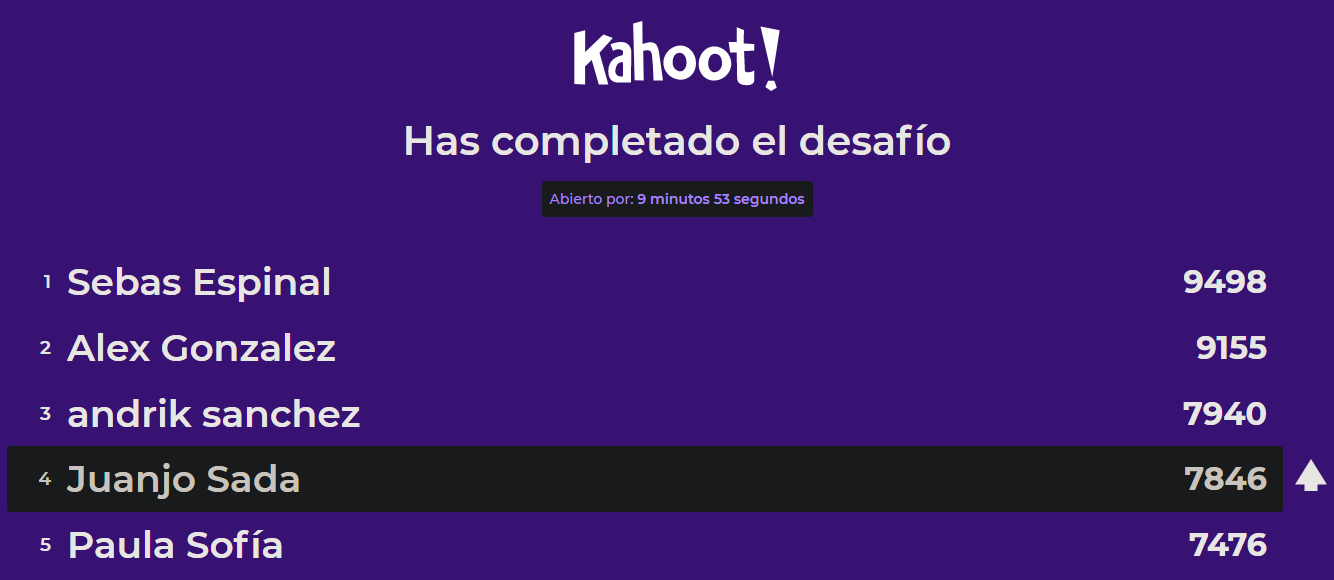 Kahoot!
Has completado el desafío
Abierto por: 9 minutos 53 segundos
1 Sebas Espinal 9498
2 Alex Gonzalez 9155
3 andrik sanchez 7940
4 Juanjo Sada 7846
5 Paula Sofía 7476